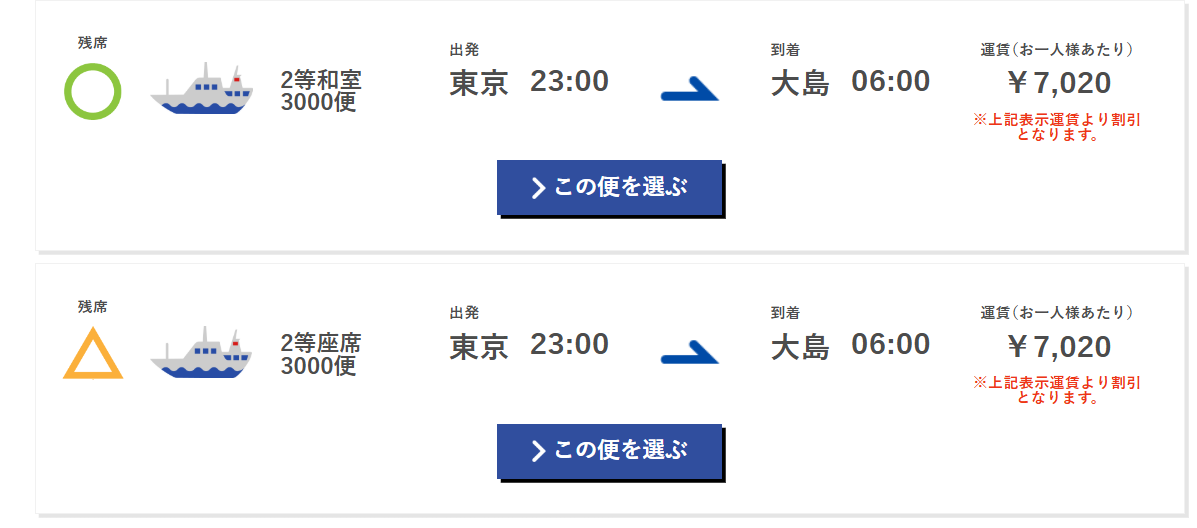 残席
2等和室
3000便
出発
東京 23:00
到着
大島 06:00
運賃(お一人様あたり)
￥7,020
※上記表示運賃より割引
となります。
この便を選ぶ
残席
2等座席
3000便
出発
東京 23:00
到着
大島 06:00
運賃(お一人様あたり)
￥7,020
※上記表示運賃より割引
となります。
この便を選ぶ